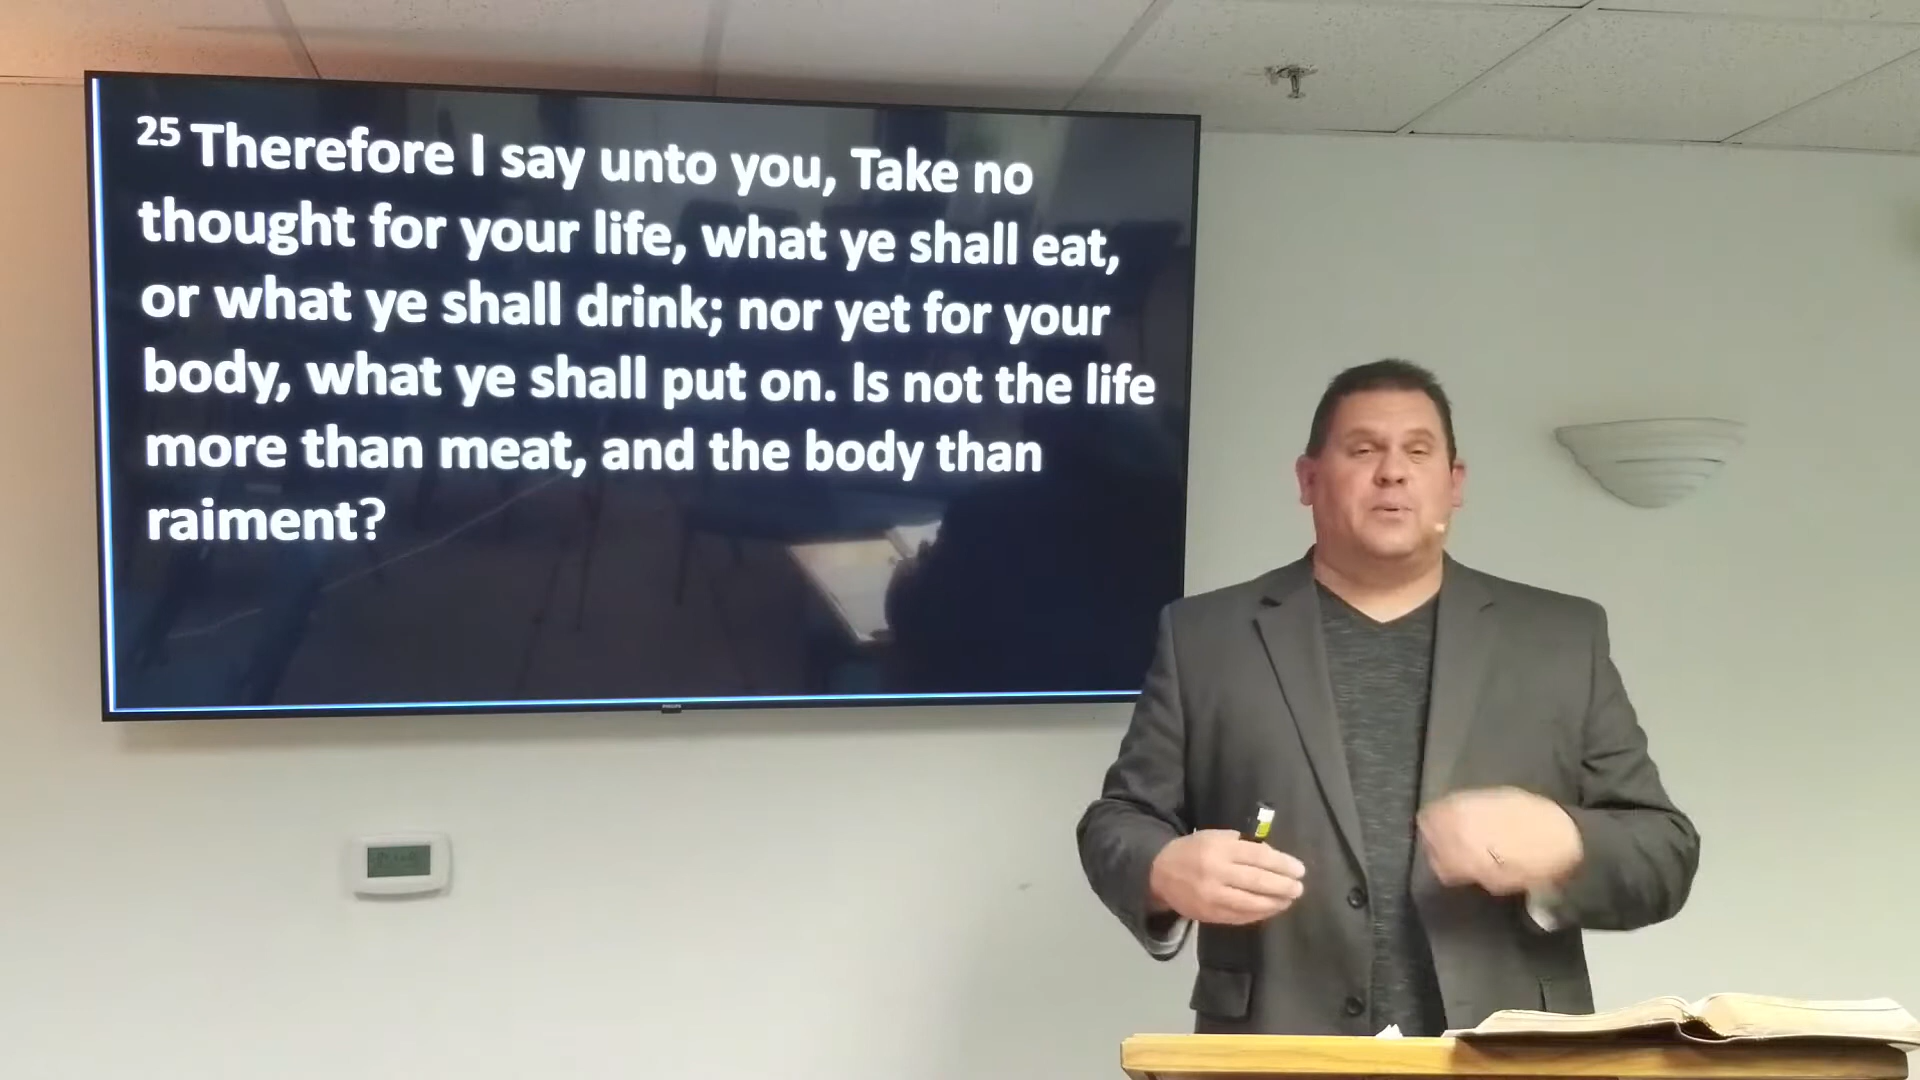 25 Therefore I say unto you, Take no
thought for your life, what ye shall eat,
or what ye shall drink; nor yet for your
body, what ye shall put on. Is not the life
more than meat, and the body than
raiment?
PHILIPS